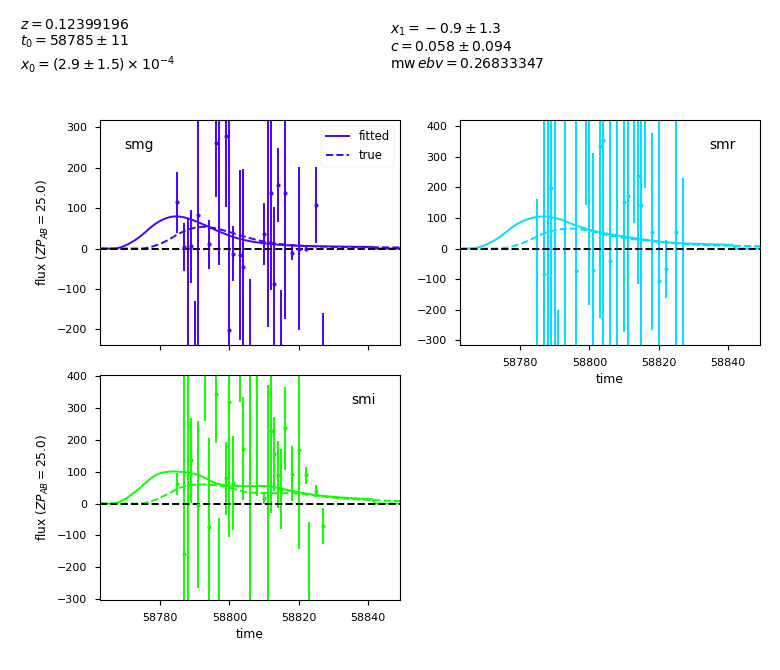 z = 0.12399196
t₀ = 58785 ± 11
x₀ = (2.9 ± 1.5) × 10⁻⁴
x₁ = −0.9 ± 1.3
c = 0.058 ± 0.094
mw ebv = 0.26833347
smg
fitted
true
300
200
100
0
−100
−200
flux (ZP_AB = 25.0)
smr
400
300
200
100
0
−100
−200
−300
58780 58800 58820 58840
time
smi
400
300
200
100
0
−100
−200
−300
flux (ZP_AB = 25.0)
58780 58800 58820 58840
time